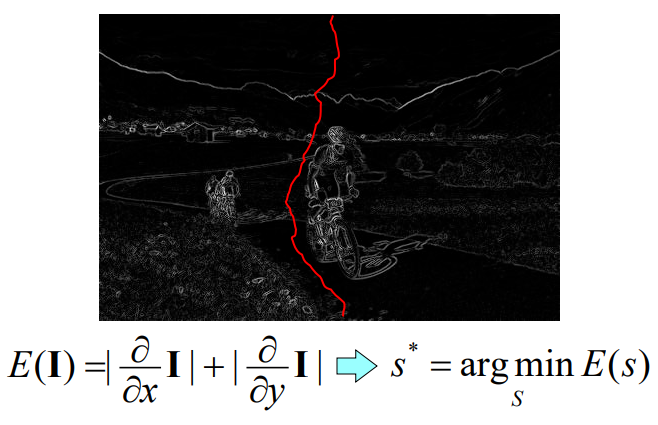 E(I) =| ∂/∂x I | + | ∂/∂y I | ⇨ s* = arg min_S E(s)